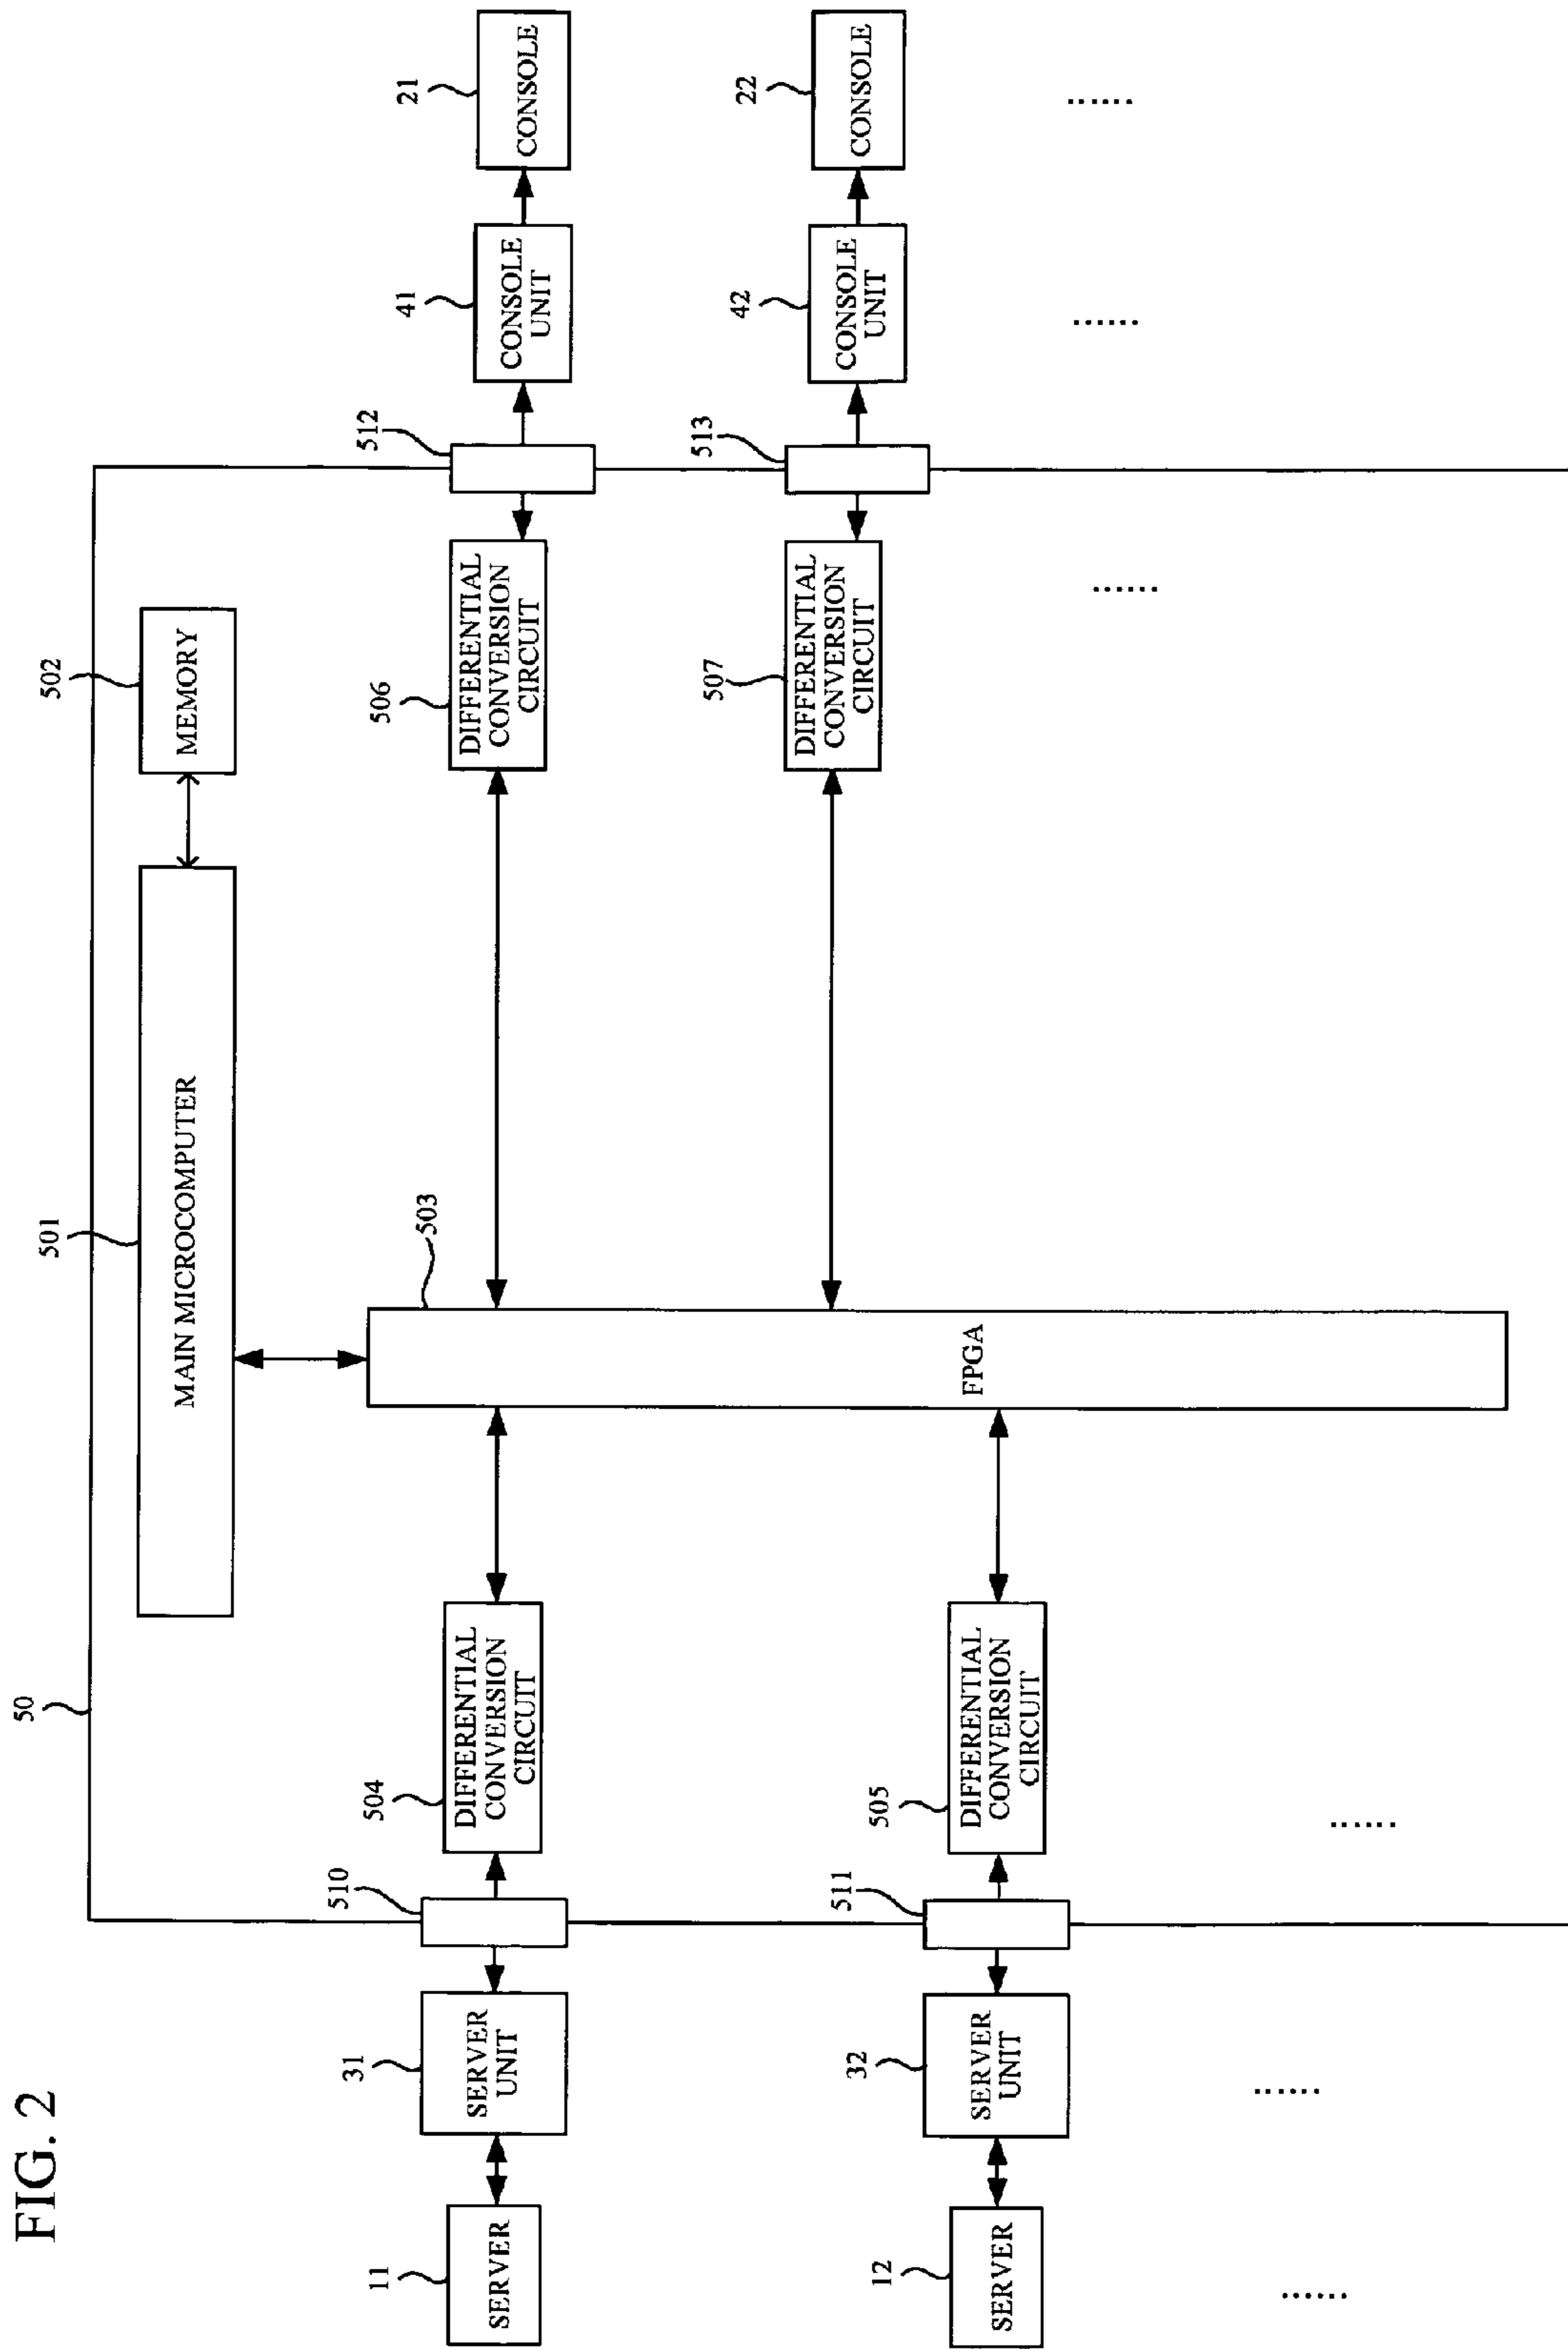 FIG. 2
50
501
MAIN MICROCOMPUTER
502
MEMORY
503
FPGA
11
SERVER
31
SERVER
UNIT
510
504
DIFFERENTIAL
CONVERSION
CIRCUIT
506
DIFFERENTIAL
CONVERSION
CIRCUIT
512
41
CONSOLE
UNIT
21
CONSOLE
12
SERVER
32
SERVER
UNIT
511
505
DIFFERENTIAL
CONVERSION
CIRCUIT
507
DIFFERENTIAL
CONVERSION
CIRCUIT
513
42
CONSOLE
UNIT
22
CONSOLE
......
......
......
......
......
......